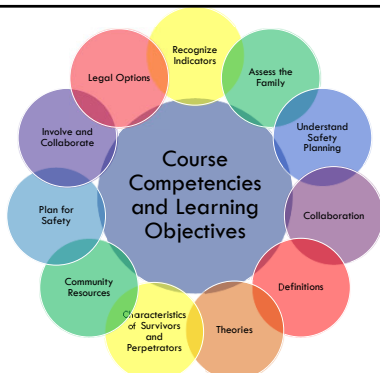 Recognize
Indicators
Assess the
Family
Understand
Safety
Planning
Collaboration
Definitions
Theories
Characteristics
of Survivors
and
Perpetrators
Community
Resources
Plan for
Safety
Involve and
Collaborate
Legal Options
Course
Competencies
and Learning
Objectives